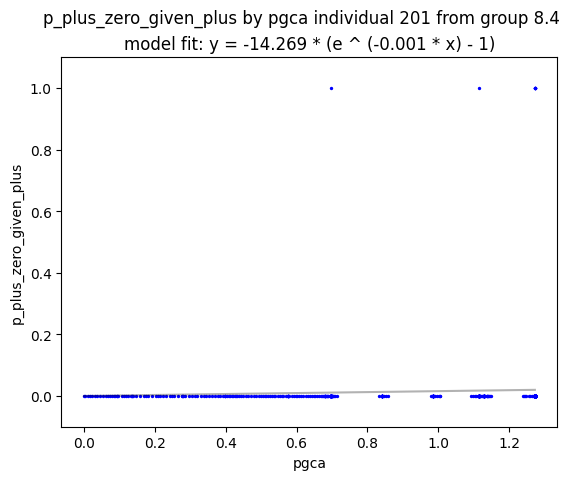 p_plus_zero_given_plus by pgca individual 201 from group 8.4
model fit: y = -14.269 * (e ^ (-0.001 * x) - 1)
1.0
0.8
0.6
0.4
0.2
0.0
p_plus_zero_given_plus
0.0 0.2 0.4 0.6 0.8 1.0 1.2
pgca